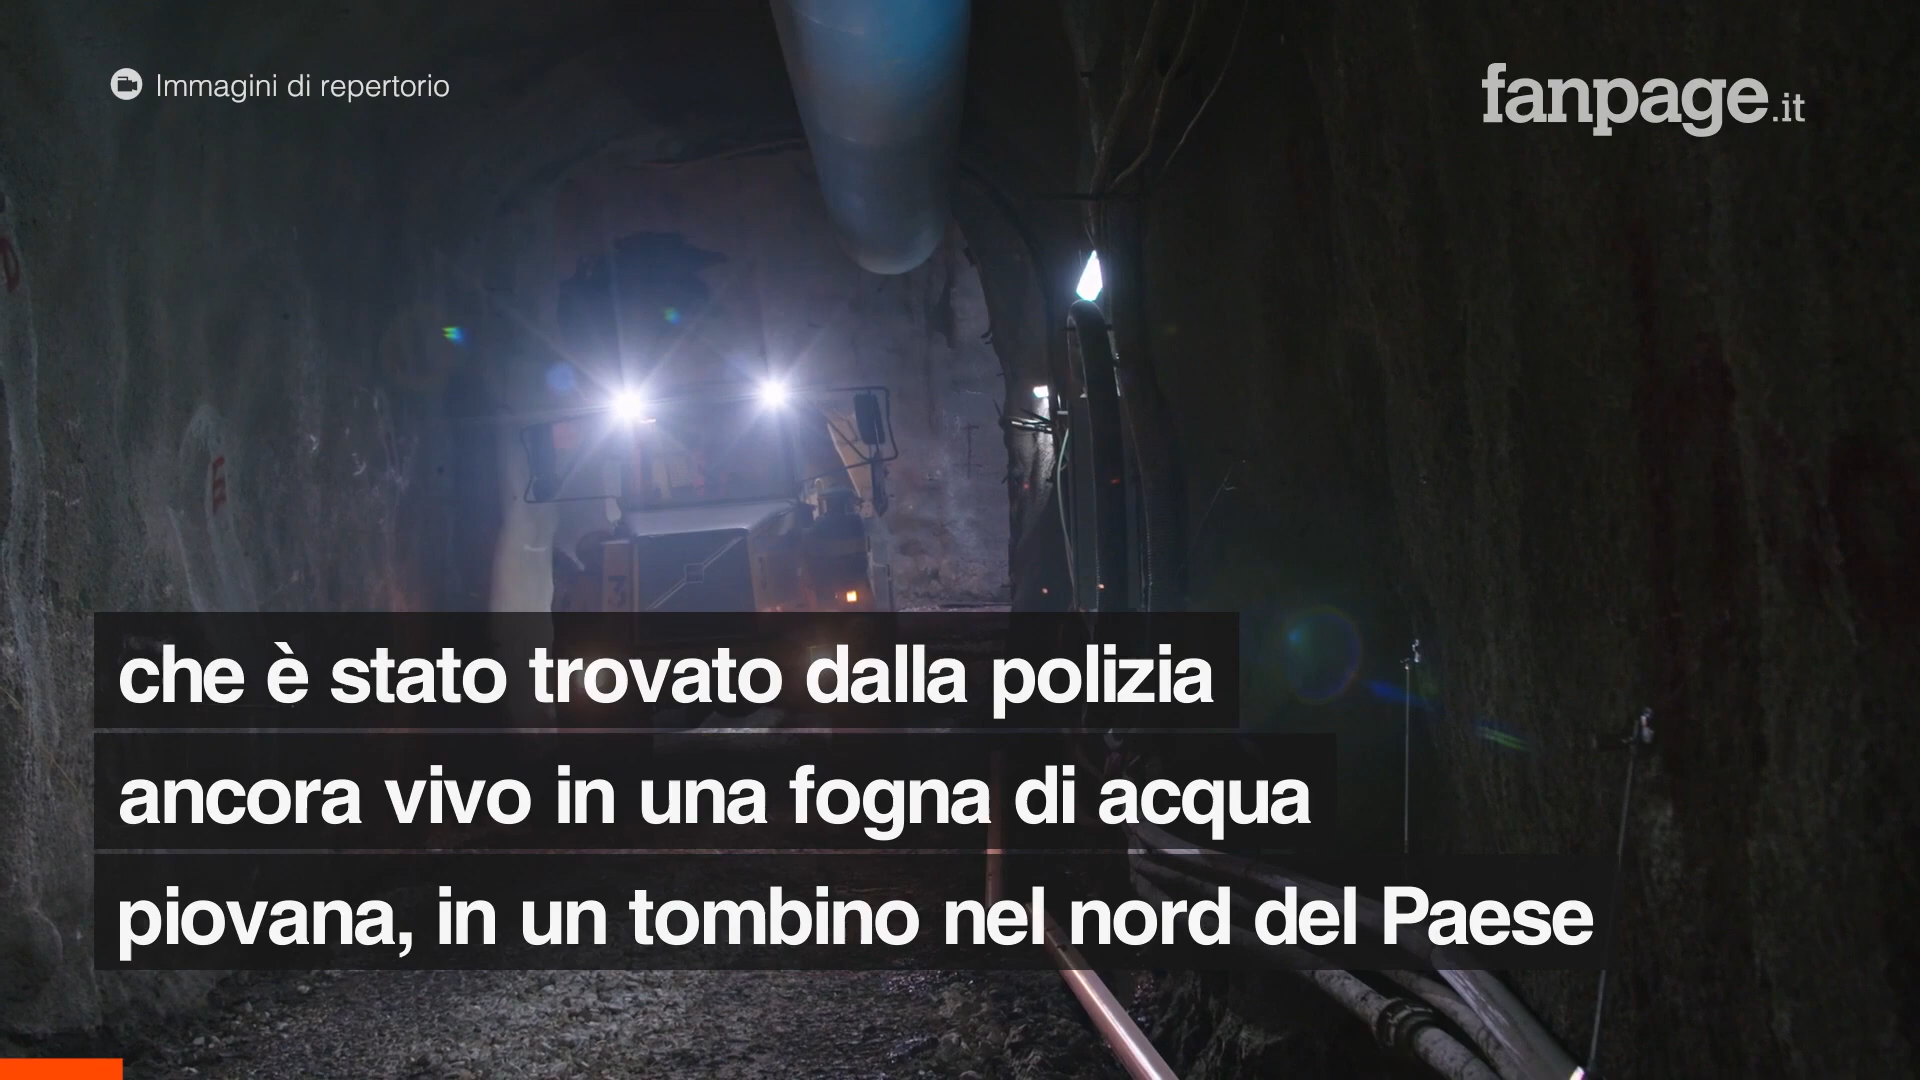 Immagini di repertorio
fanpage.it
che è stato trovato dalla polizia
ancora vivo in una fogna di acqua
piovana, in un tombino nel nord del Paese
3